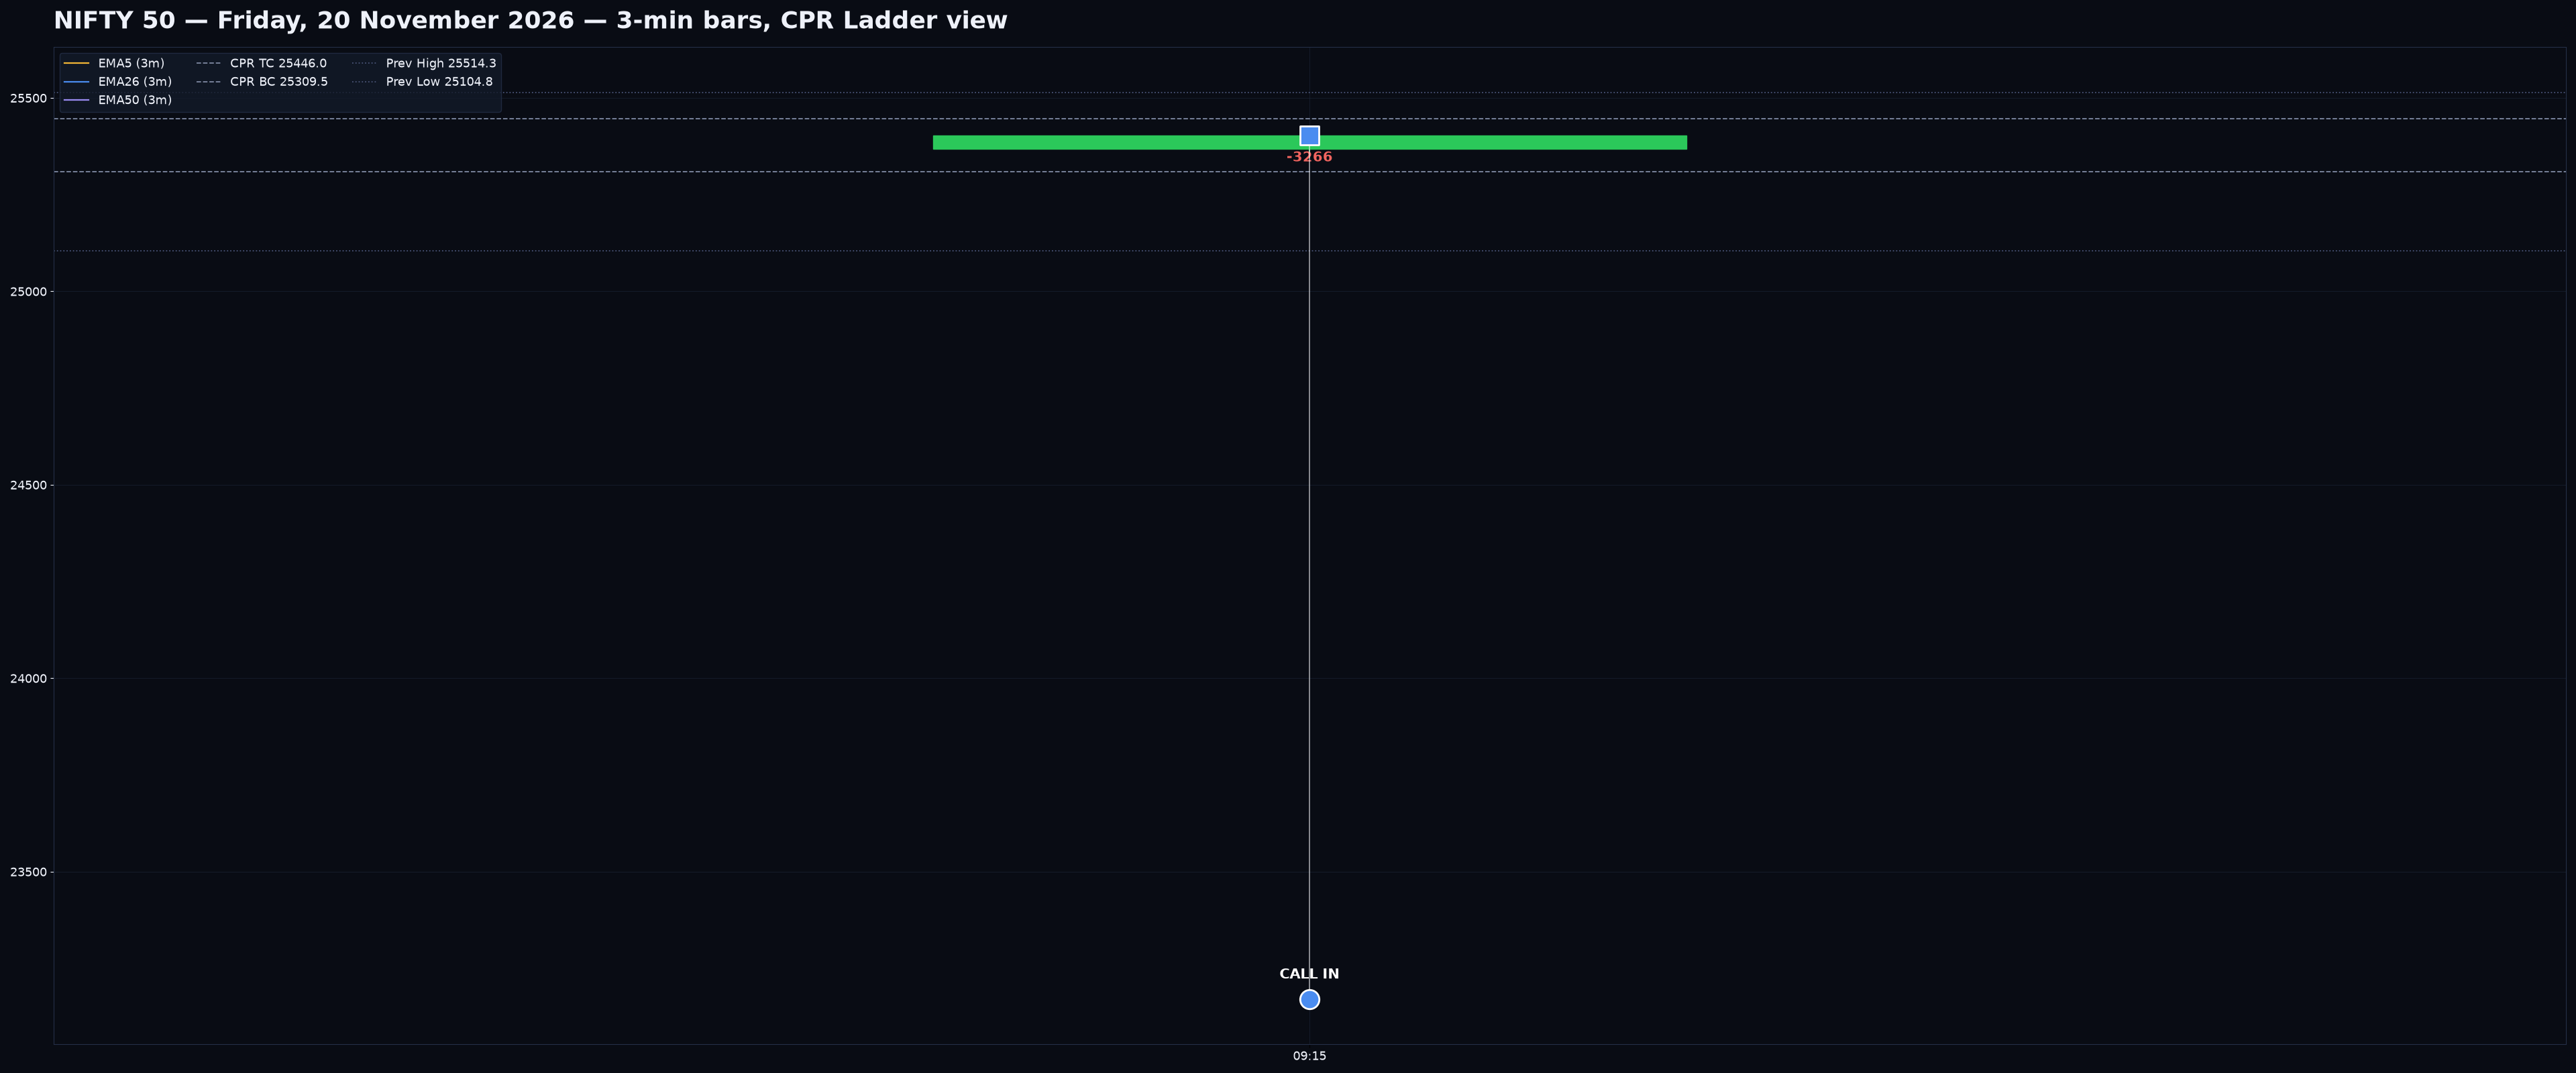 NIFTY 50 — Friday, 20 November 2026 — 3-min bars, CPR Ladder view
EMA5 (3m) CPR TC 25446.0 Prev High 25514.3
EMA26 (3m) CPR BC 25309.5 Prev Low 25104.8
EMA50 (3m)
25500
-3266
25000
24500
24000
23500
CALL IN
09:15